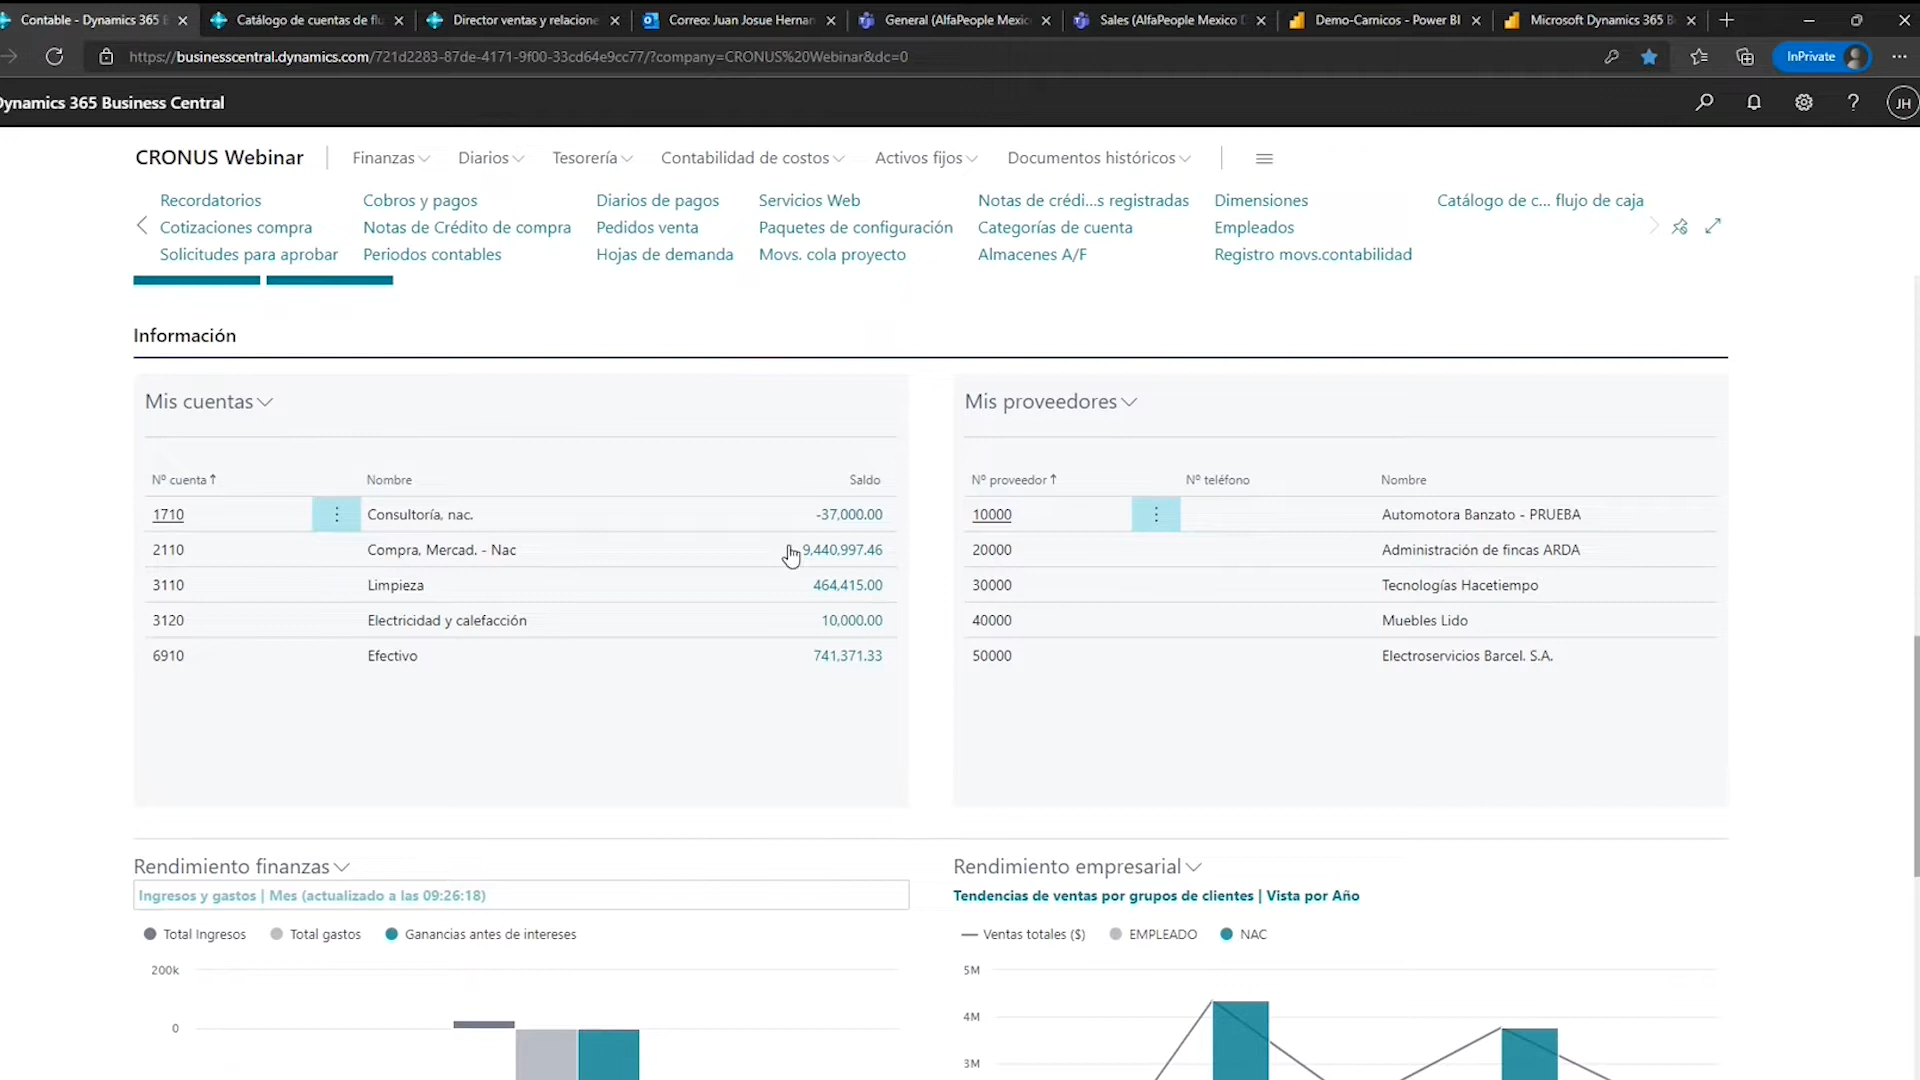 Contable - Dynamics 365 B
Catálogo de cuentas de flu
Director ventas y relacione
Correo: Juan Josue Hernan
General (AlfaPeople Mexic
Sales (AlfaPeople Mexico D
Demo-Carnicos - Power BI
Microsoft Dynamics 365 B
https://businesscentral.dynamics.com/721d2283-87de-4171-9f00-33cd64e9cc77/?company=CRONUS%20Webinar&dc=0
InPrivate
Dynamics 365 Business Central
JH
CRONUS Webinar
Finanzas
Diarios
Tesorería
Contabilidad de costos
Activos fijos
Documentos históricos
Recordatorios
Cobros y pagos
Diarios de pagos
Servicios Web
Notas de crédi...s registradas
Dimensiones
Catálogo de c... flujo de caja
Cotizaciones compra
Notas de Crédito de compra
Pedidos venta
Paquetes de configuración
Categorías de cuenta
Empleados
Solicitudes para aprobar
Periodos contables
Hojas de demanda
Movs. cola proyecto
Almacenes A/F
Registro movs.contabilidad
Información
Mis cuentas
Nº cuenta ↑ Nombre Saldo
1710 Consultoría, nac. -37,000.00
2110 Compra, Mercad. - Nac 9,440,997.46
3110 Limpieza 464,415.00
3120 Electricidad y calefacción 10,000.00
6910 Efectivo 741,371.33
Mis proveedores
Nº proveedor ↑ Nº teléfono Nombre
10000 Automotora Banzato - PRUEBA
20000 Administración de fincas ARDA
30000 Tecnologías Hacetiempo
40000 Muebles Lido
50000 Electroservicios Barcel. S.A.
Rendimiento finanzas
Ingresos y gastos | Mes (actualizado a las 09:26:18)
Total Ingresos Total gastos Ganancias antes de intereses
200k
0
Rendimiento empresarial
Tendencias de ventas por grupos de clientes | Vista por Año
Ventas totales ($) EMPLEADO NAC
5M
4M
3M